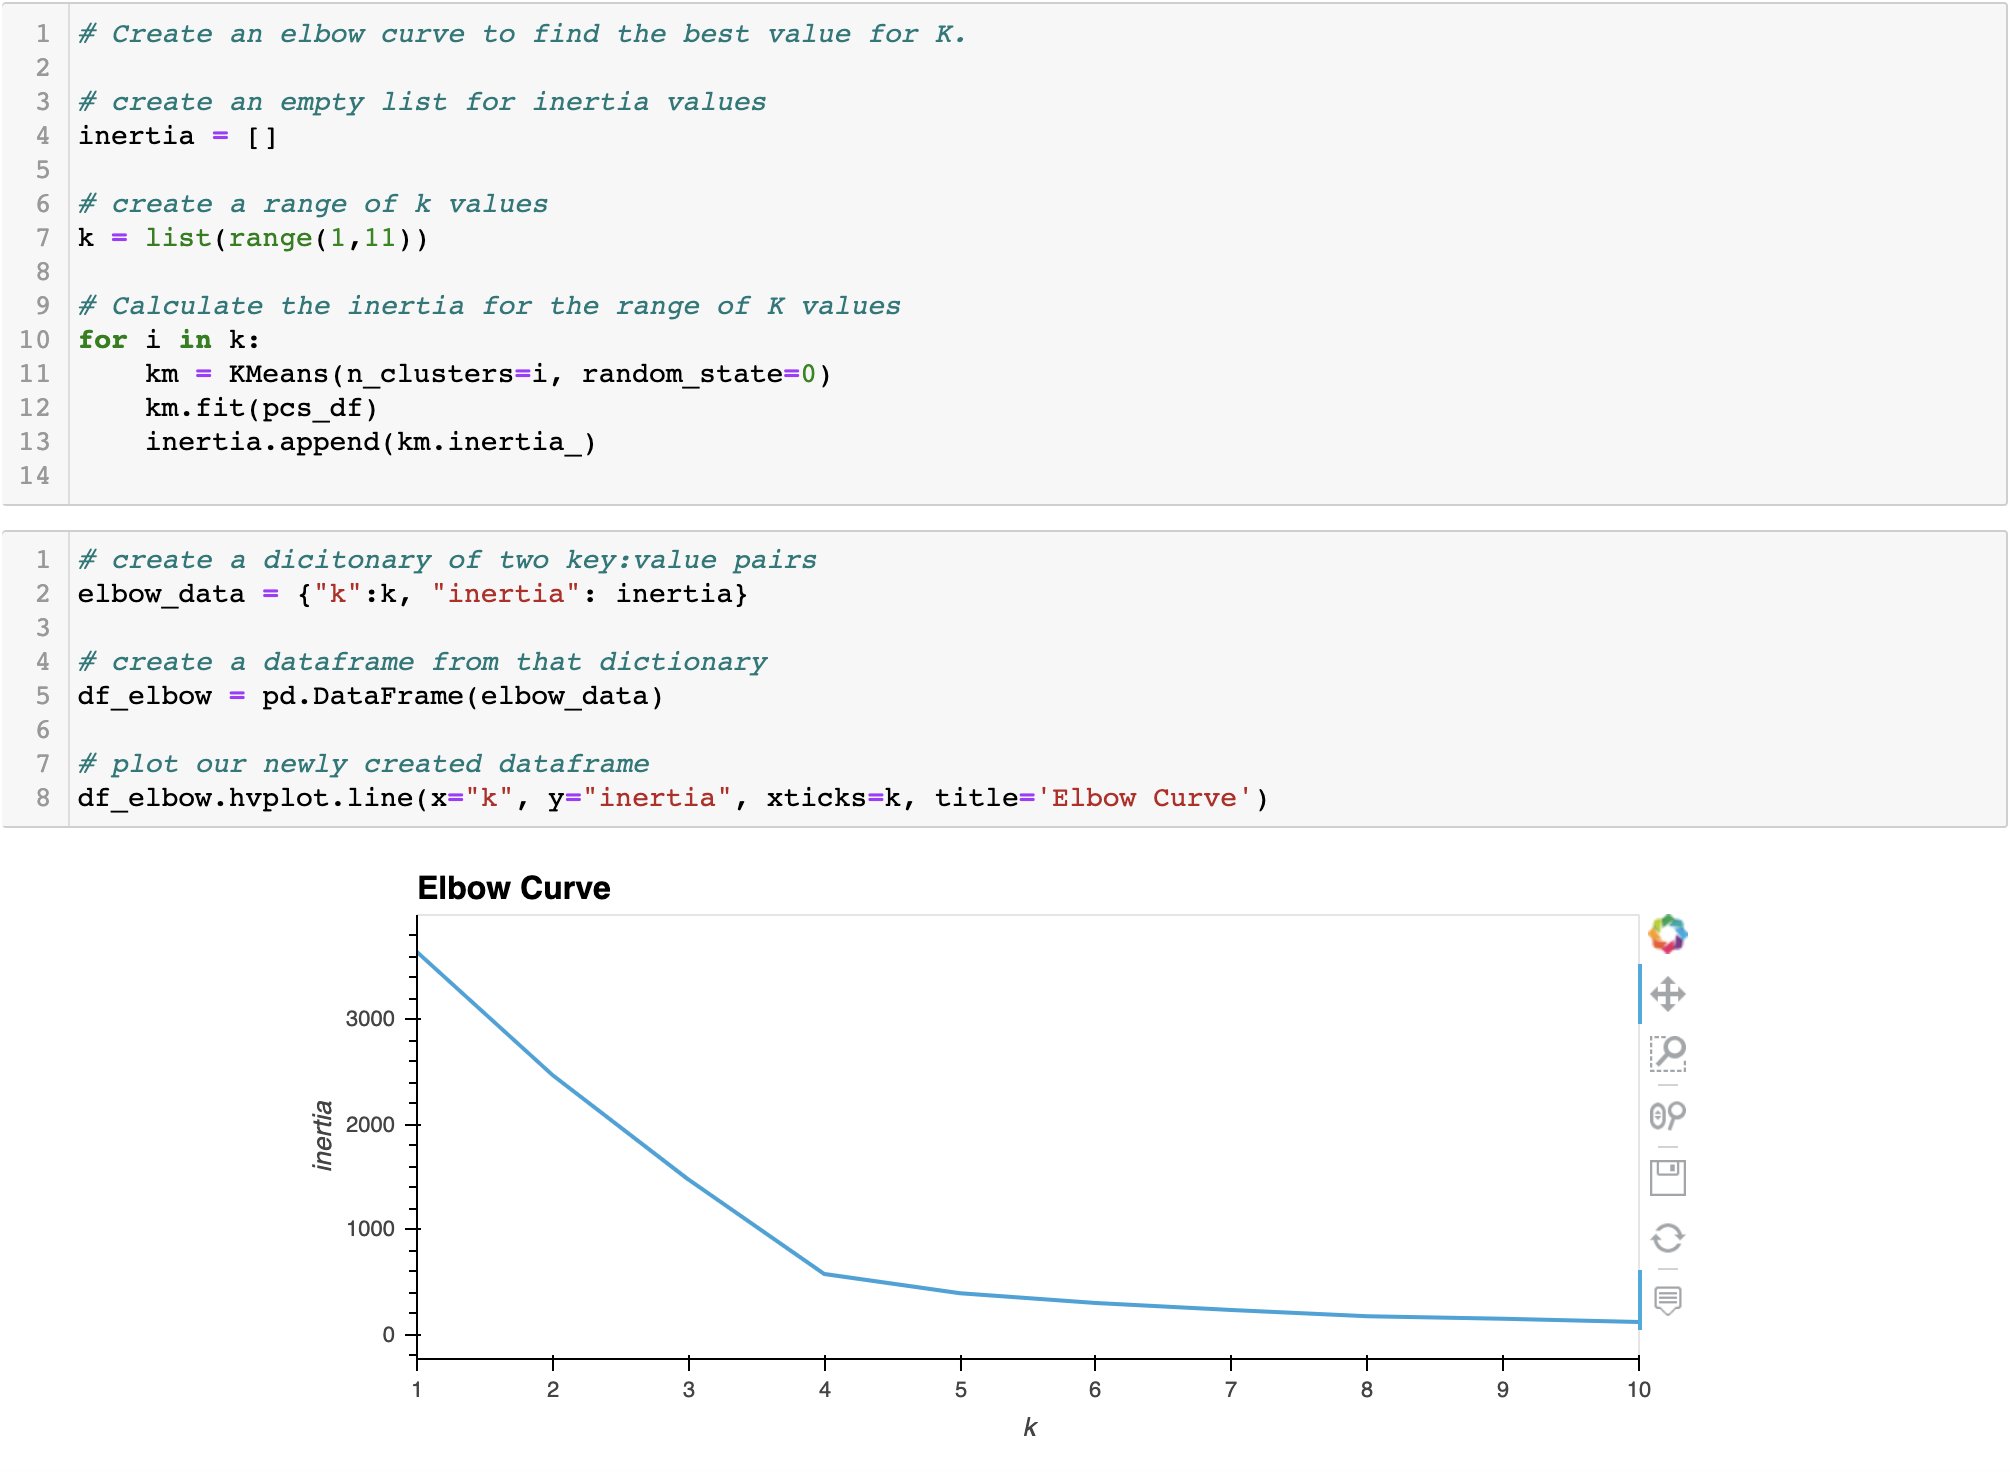 1 # Create an elbow curve to find the best value for K.
2
3 # create an empty list for inertia values
4 inertia = []
5
6 # create a range of k values
7 k = list(range(1,11))
8
9 # Calculate the inertia for the range of K values
10 for i in k:
11     km = KMeans(n_clusters=i, random_state=0)
12     km.fit(pcs_df)
13     inertia.append(km.inertia_)
14
1 # create a dicitonary of two key:value pairs
2 elbow_data = {"k":k, "inertia": inertia}
3
4 # create a dataframe from that dictionary
5 df_elbow = pd.DataFrame(elbow_data)
6
7 # plot our newly created dataframe
8 df_elbow.hvplot.line(x="k", y="inertia", xticks=k, title='Elbow Curve')
Elbow Curve
3000
2000
1000
0
inertia
1 2 3 4 5 6 7 8 9 10
k